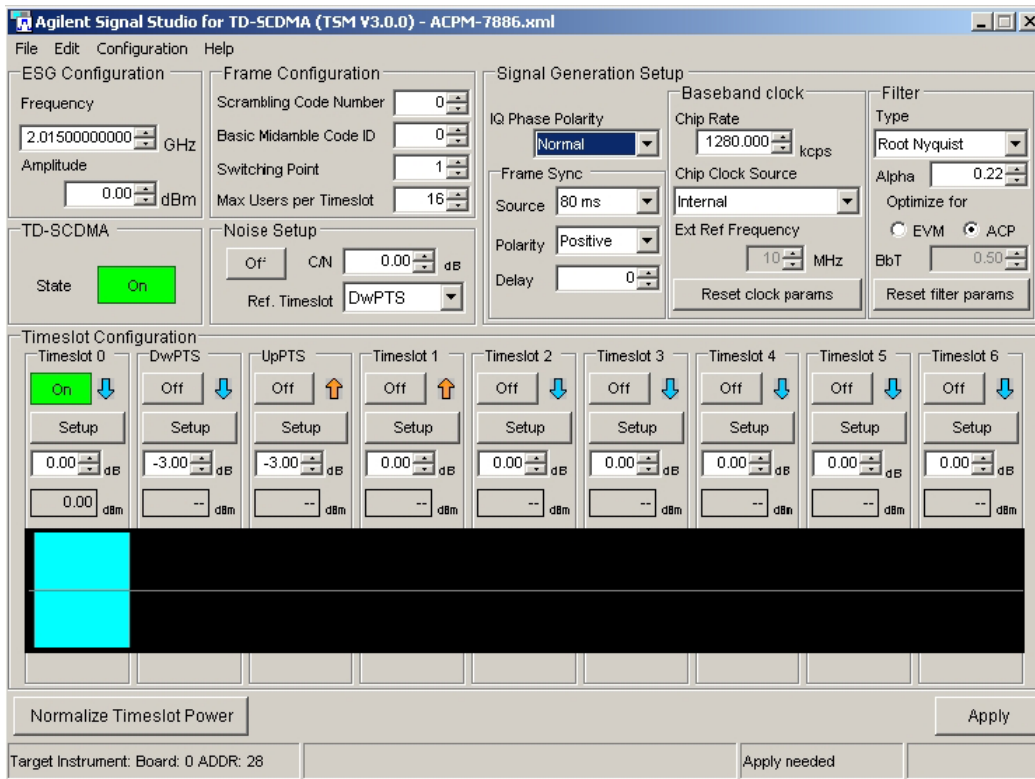 Agilent Signal Studio for TD-SCDMA (TSM V3.0.0) - ACPM-7886.xml
File Edit Configuration Help
ESG Configuration
Frequency
2.01500000000 GHz
Amplitude
0.00 dBm
Frame Configuration
Scrambling Code Number 0
Basic Midamble Code ID 0
Switching Point 1
Max Users per Timeslot 16
Signal Generation Setup
IQ Phase Polarity
Normal
Frame Sync
Source 80 ms
Polarity Positive
Delay 0
Baseband clock
Chip Rate
1280.000 kcps
Chip Clock Source
Internal
Ext Ref Frequency
10 MHz
Reset clock params
Filter
Type
Root Nyquist
Alpha 0.22
Optimize for
EVM ACP
BbT 0.50
Reset filter params
TD-SCDMA
State On
Noise Setup
Off C/N 0.00 dB
Ref. Timeslot DwPTS
Timeslot Configuration
Timeslot 0 DwPTS UpPTS Timeslot 1 Timeslot 2 Timeslot 3 Timeslot 4 Timeslot 5 Timeslot 6
On Off Off Off Off Off Off Off Off
Setup Setup Setup Setup Setup Setup Setup Setup Setup
0.00 dB -3.00 dB -3.00 dB 0.00 dB 0.00 dB 0.00 dB 0.00 dB 0.00 dB 0.00 dB
0.00 dBm -- dBm -- dBm -- dBm -- dBm -- dBm -- dBm -- dBm -- dBm
Normalize Timeslot Power Apply
Target Instrument: Board: 0 ADDR: 28 Apply needed